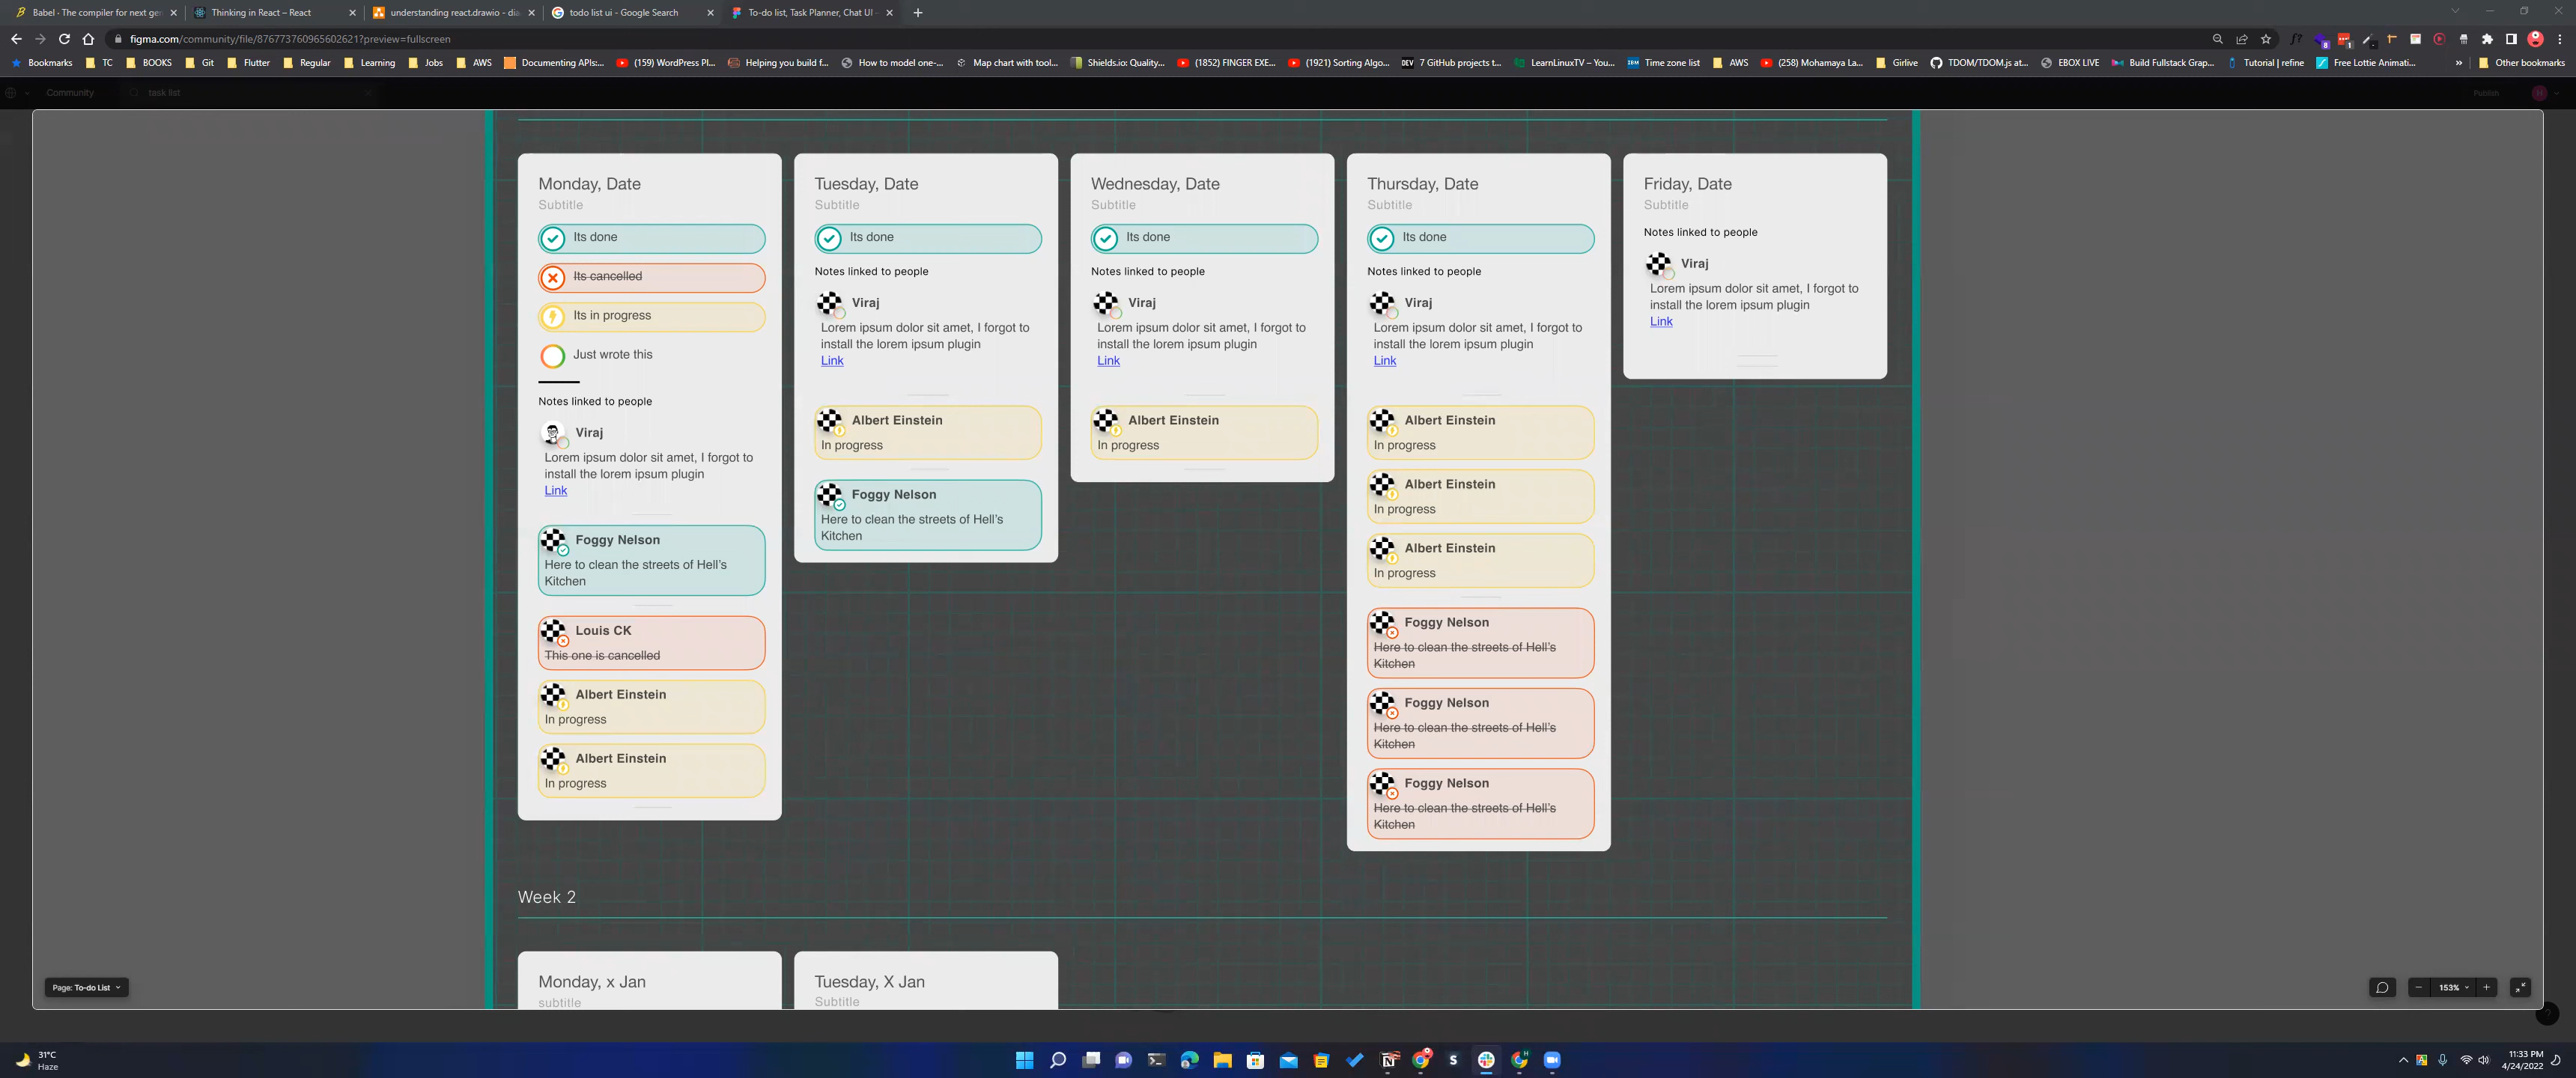 Babel · The compiler for next gen
Thinking in React – React
understanding react.drawio - dia
todo list ui - Google Search
To-do list, Task Planner, Chat UI -
figma.com/community/file/876773760965602621?preview=fullscreen
Bookmarks
TC
BOOKS
Git
Flutter
Regular
Learning
Jobs
AWS
Documenting APIs:...
(159) WordPress Pl...
Helping you build f...
How to model one-...
Map chart with tool...
Shields.io: Quality...
(1852) FINGER EXE...
(1921) Sorting Algo...
7 GitHub projects t...
LearnLinuxTV – You...
Time zone list
AWS
(258) Mohamaya La...
Girlive
TDOM/TDOM.js at...
EBOX LIVE
Build Fullstack Grap...
Tutorial | refine
Free Lottie Animati...
»
Other bookmarks
Community
task list
Publish
Monday, Date
Subtitle
Its done
Its cancelled
Its in progress
Just wrote this
Notes linked to people
Viraj
Lorem ipsum dolor sit amet, I forgot to
install the lorem ipsum plugin
Link
Foggy Nelson
Here to clean the streets of Hell's
Kitchen
Louis CK
This one is cancelled
Albert Einstein
In progress
Albert Einstein
In progress
Tuesday, Date
Subtitle
Its done
Notes linked to people
Viraj
Lorem ipsum dolor sit amet, I forgot to
install the lorem ipsum plugin
Link
Albert Einstein
In progress
Foggy Nelson
Here to clean the streets of Hell's
Kitchen
Wednesday, Date
Subtitle
Its done
Notes linked to people
Viraj
Lorem ipsum dolor sit amet, I forgot to
install the lorem ipsum plugin
Link
Albert Einstein
In progress
Thursday, Date
Subtitle
Its done
Notes linked to people
Viraj
Lorem ipsum dolor sit amet, I forgot to
install the lorem ipsum plugin
Link
Albert Einstein
In progress
Albert Einstein
In progress
Albert Einstein
In progress
Foggy Nelson
Here to clean the streets of Hell's
Kitchen
Foggy Nelson
Here to clean the streets of Hell's
Kitchen
Foggy Nelson
Here to clean the streets of Hell's
Kitchen
Friday, Date
Subtitle
Notes linked to people
Viraj
Lorem ipsum dolor sit amet, I forgot to
install the lorem ipsum plugin
Link
Week 2
Monday, x Jan
subtitle
Tuesday, X Jan
Subtitle
Page: To-do List
153%
31°C
Haze
11:33 PM
4/24/2022